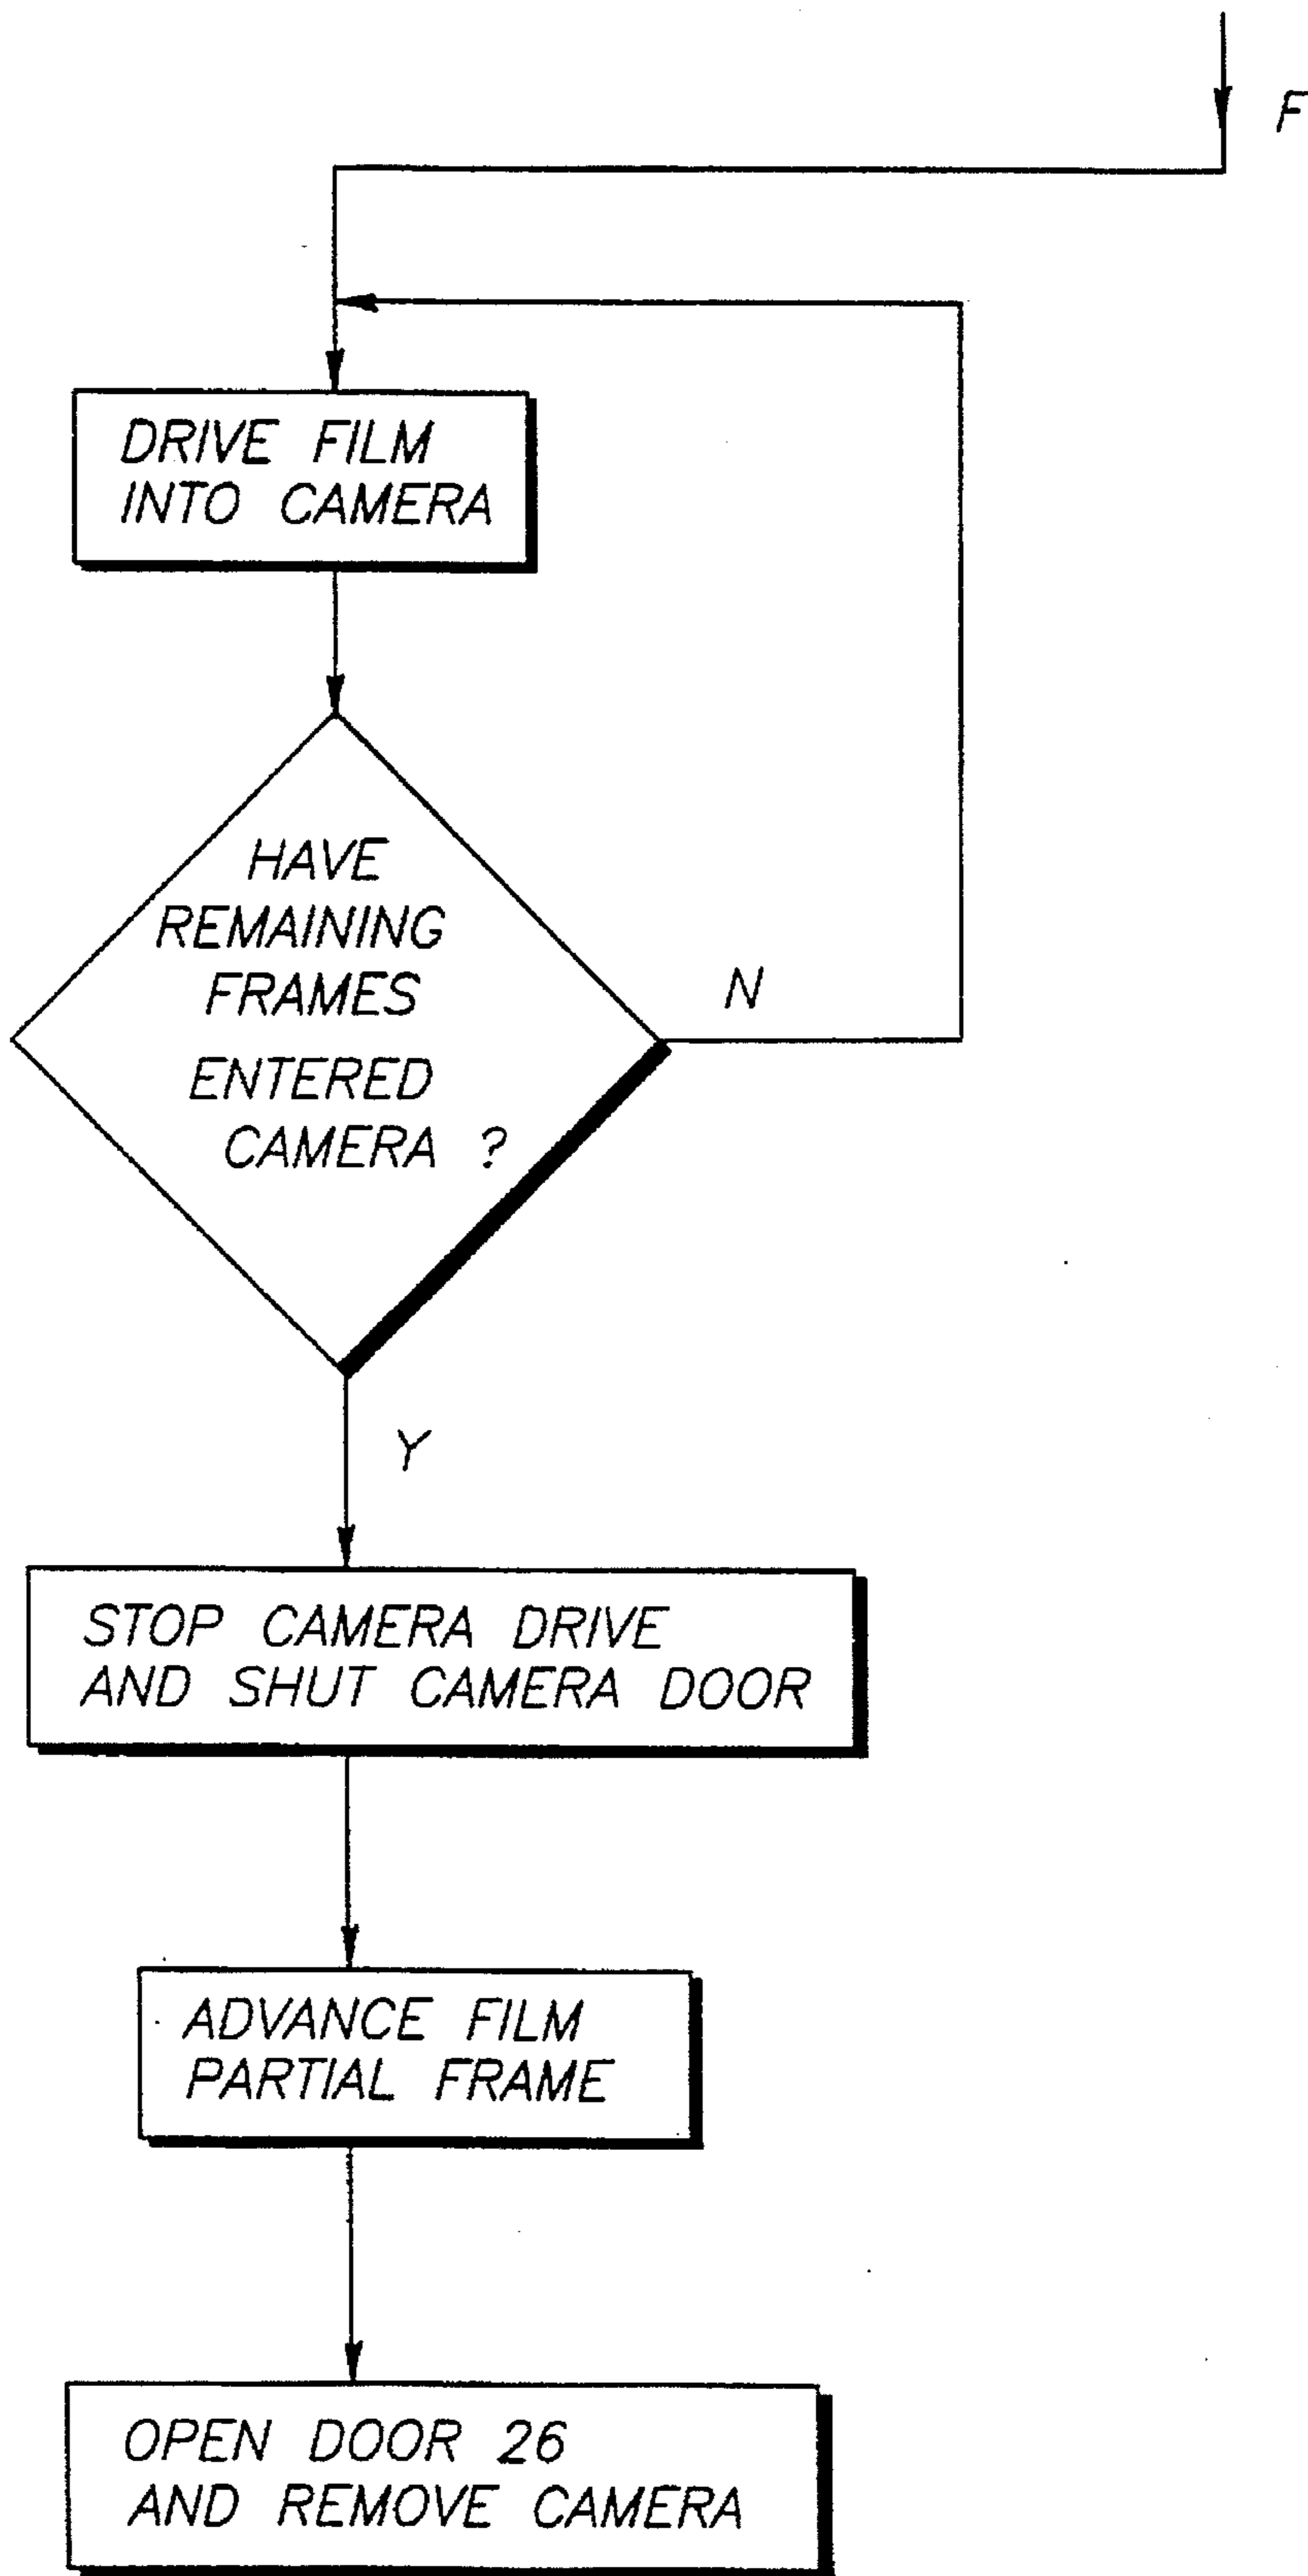 F
DRIVE FILM
INTO CAMERA
HAVE
REMAINING
FRAMES
ENTERED
CAMERA ?
N
Y
STOP CAMERA DRIVE
AND SHUT CAMERA DOOR
ADVANCE FILM
PARTIAL FRAME
OPEN DOOR 26
AND REMOVE CAMERA